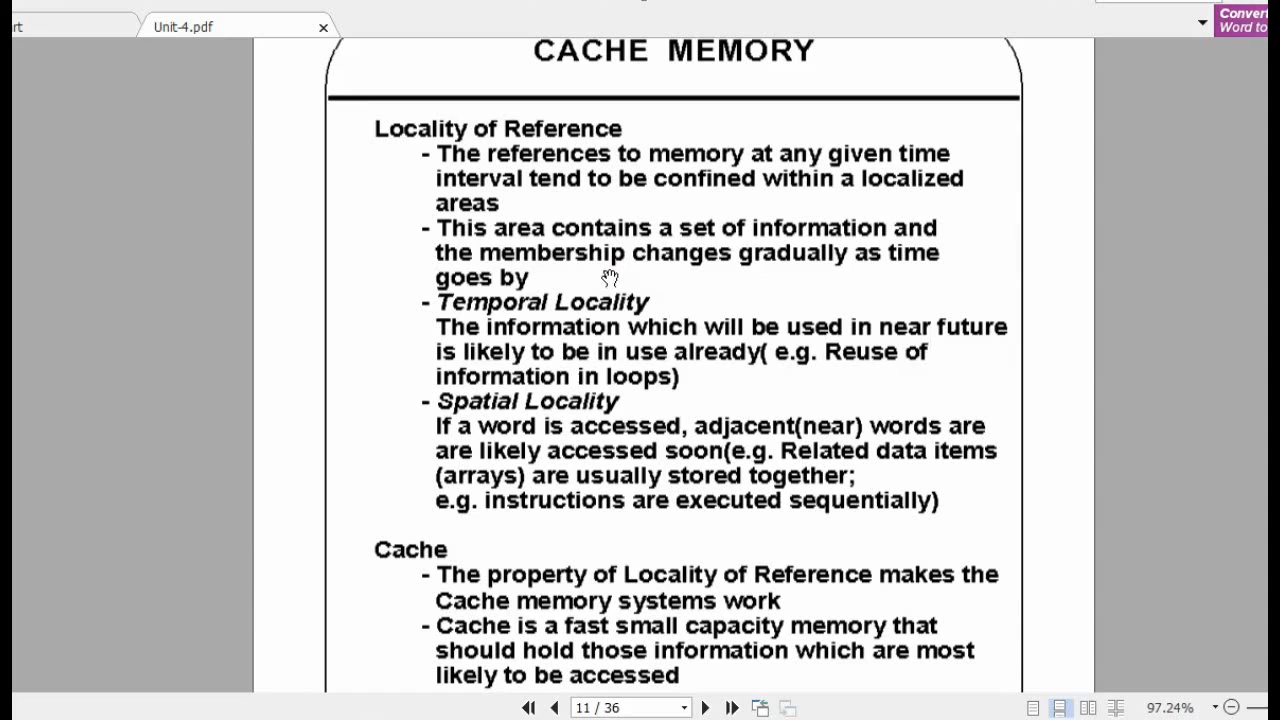 rt
Unit-4.pdf
Convert
Word to
CACHE MEMORY
Locality of Reference
- The references to memory at any given time
interval tend to be confined within a localized
areas
- This area contains a set of information and
the membership changes gradually as time
goes by
- Temporal Locality
The information which will be used in near future
is likely to be in use already( e.g. Reuse of
information in loops)
- Spatial Locality
If a word is accessed, adjacent(near) words are
are likely accessed soon(e.g. Related data items
(arrays) are usually stored together;
e.g. instructions are executed sequentially)
Cache
- The property of Locality of Reference makes the
Cache memory systems work
- Cache is a fast small capacity memory that
should hold those information which are most
likely to be accessed
11 / 36
97.24%